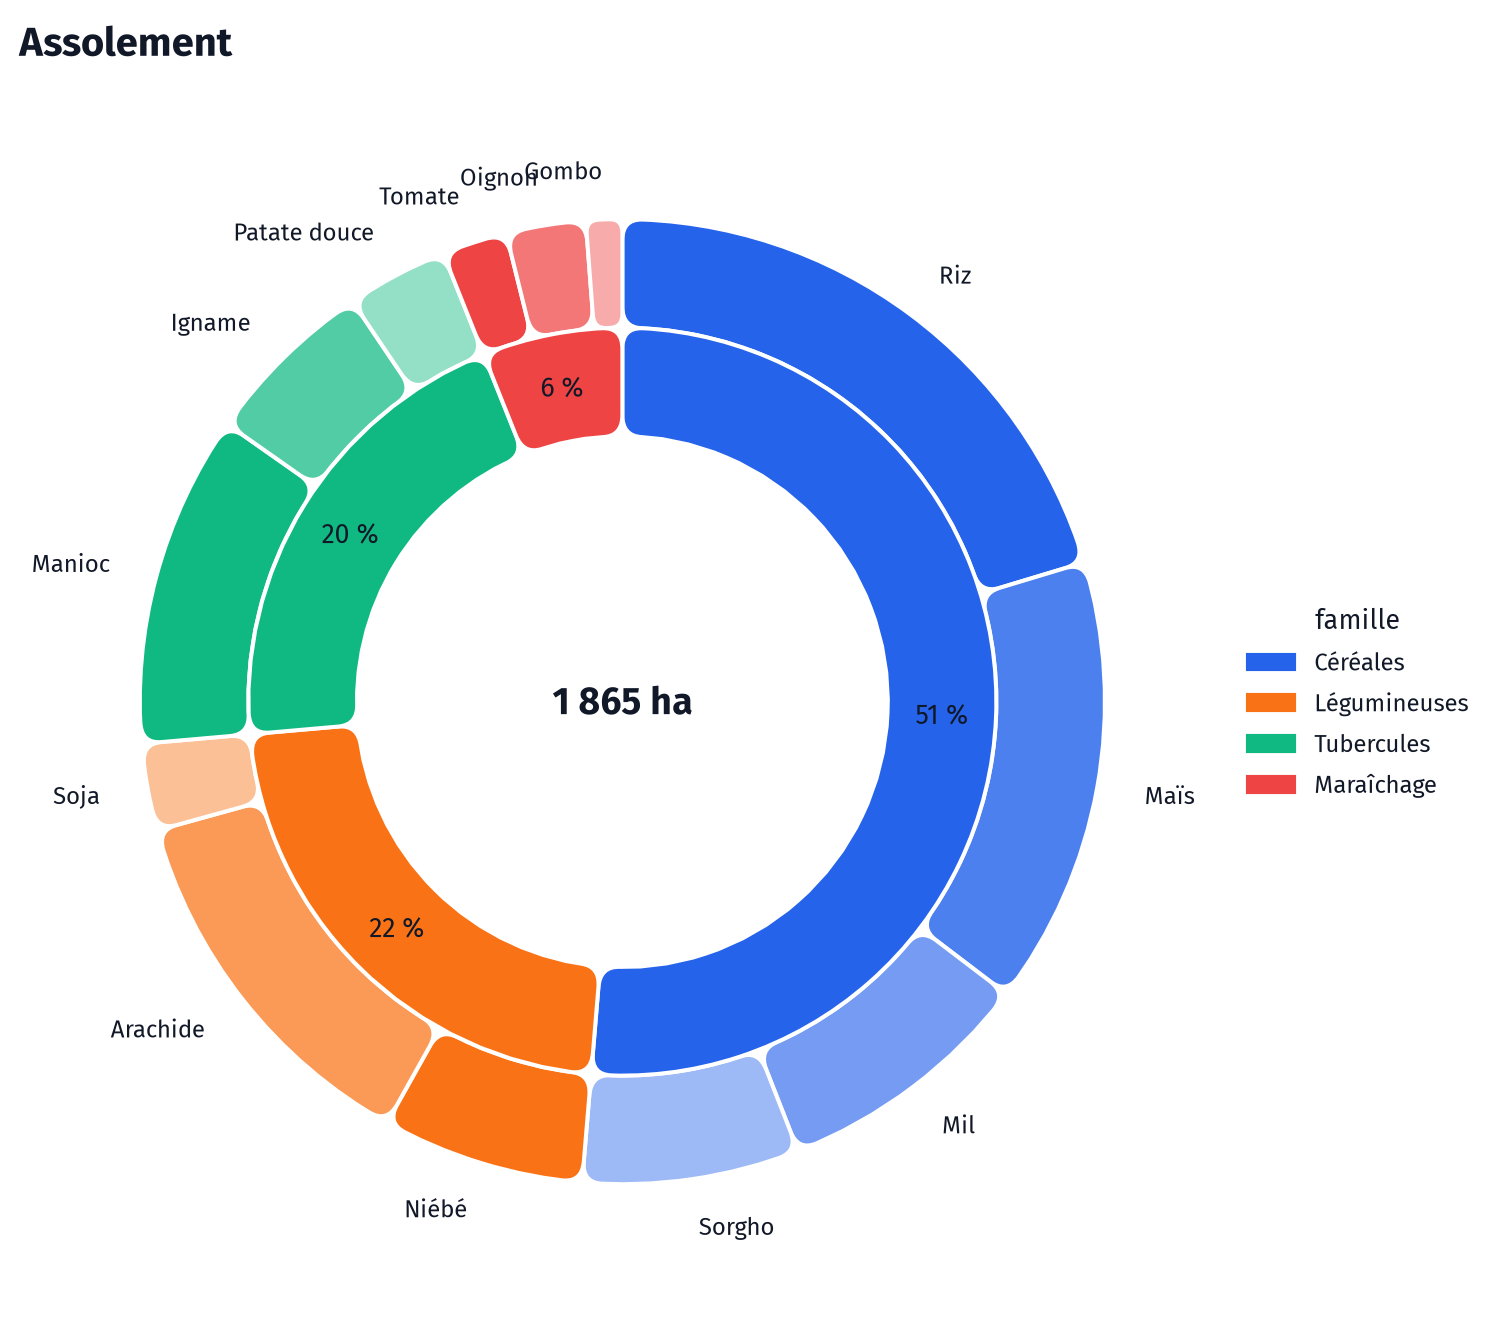 Assolement
Gombo
Oignon
Tomate
Patate douce
Riz
Igname
6 %
20 %
Manioc
famille
Céréales
Légumineuses
Tubercules
Maraîchage
1 865 ha
51 %
Soja
Maïs
22 %
Arachide
Mil
Niébé
Sorgho